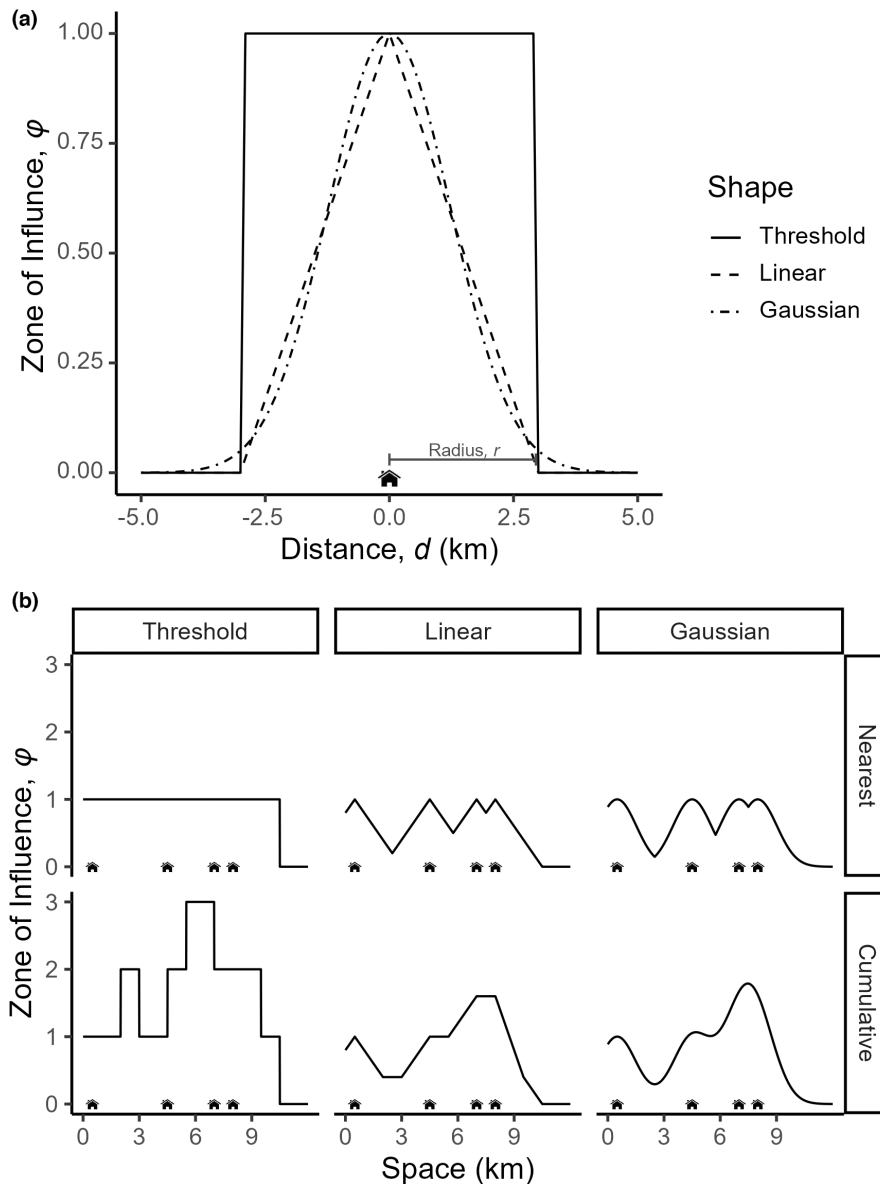 (a)
1.00
0.75
0.50
0.25
0.00
Zone of Influnce, φ
Radius, r
-5.0 -2.5 0.0 2.5 5.0
Distance, d (km)
Shape
Threshold
Linear
Gaussian
(b)
Threshold Linear Gaussian
3
2
1
0
Nearest
Zone of Influence, φ
3
2
1
0
Cumulative
0 3 6 9 0 3 6 9 0 3 6 9
Space (km)